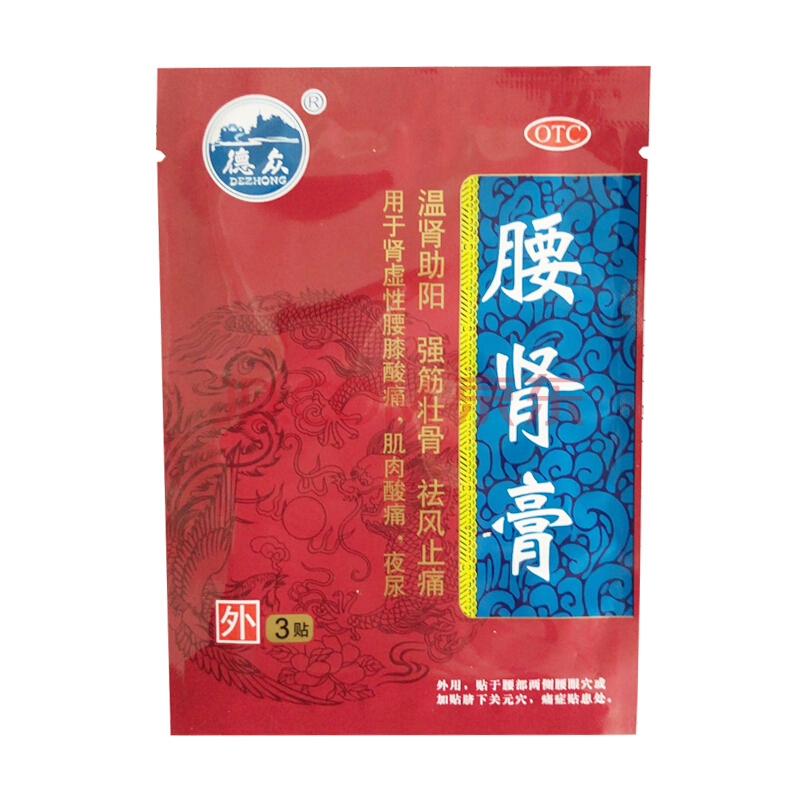 德众
DEZHONG
®
OTC
腰肾膏
温肾助阳 强筋壮骨 祛风止痛
用于肾虚性腰膝酸痛,肌肉酸痛,夜尿
外
3贴
外用,贴于腰部两侧腰眼穴或
加贴脐下关元穴,痛症贴患处。